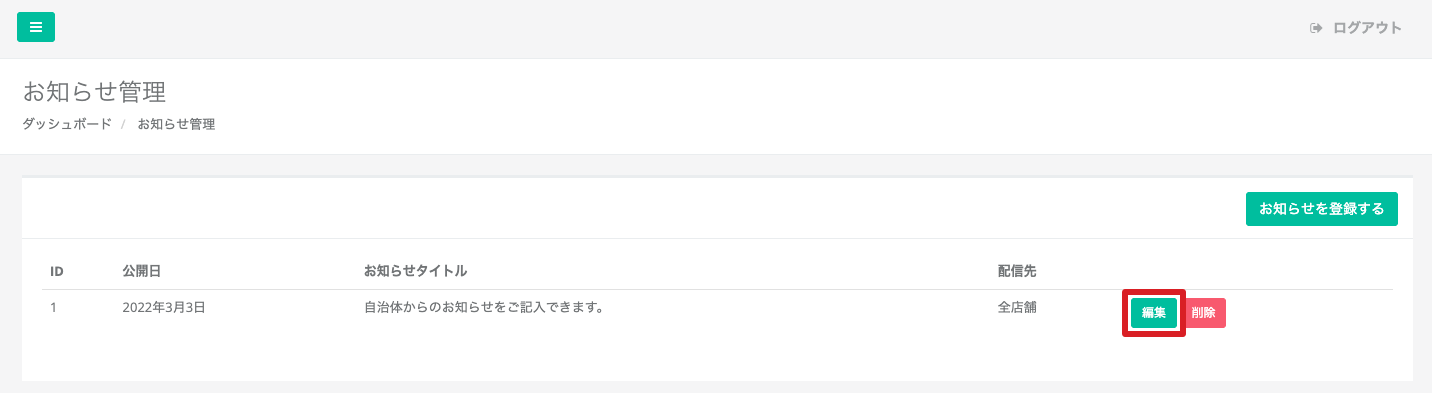 ログアウト
お知らせ管理
ダッシュボード / お知らせ管理
お知らせを登録する
ID 公開日 お知らせタイトル 配信先
1 2022年3月3日 自治体からのお知らせをご記入できます。 全店舗 編集 削除